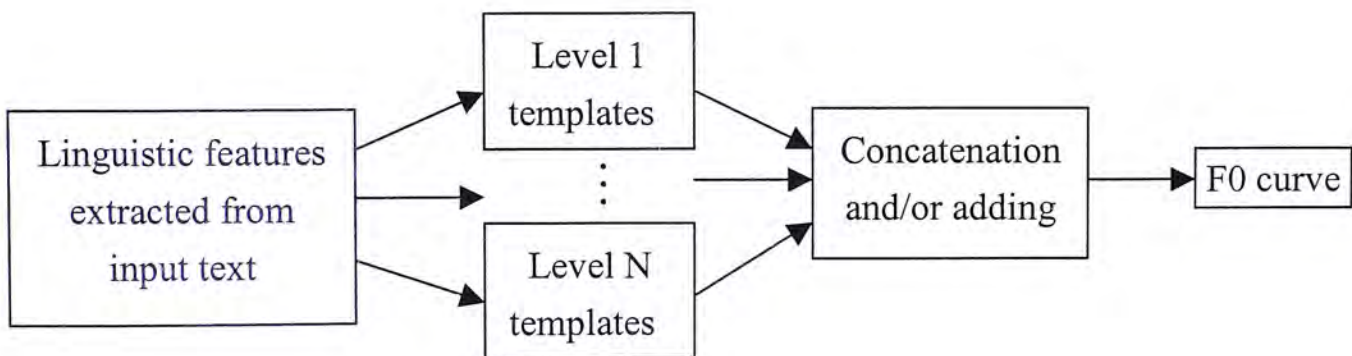 Linguistic features
extracted from
input text
Level 1
templates
⋮
Level N
templates
Concatenation
and/or adding
F0 curve